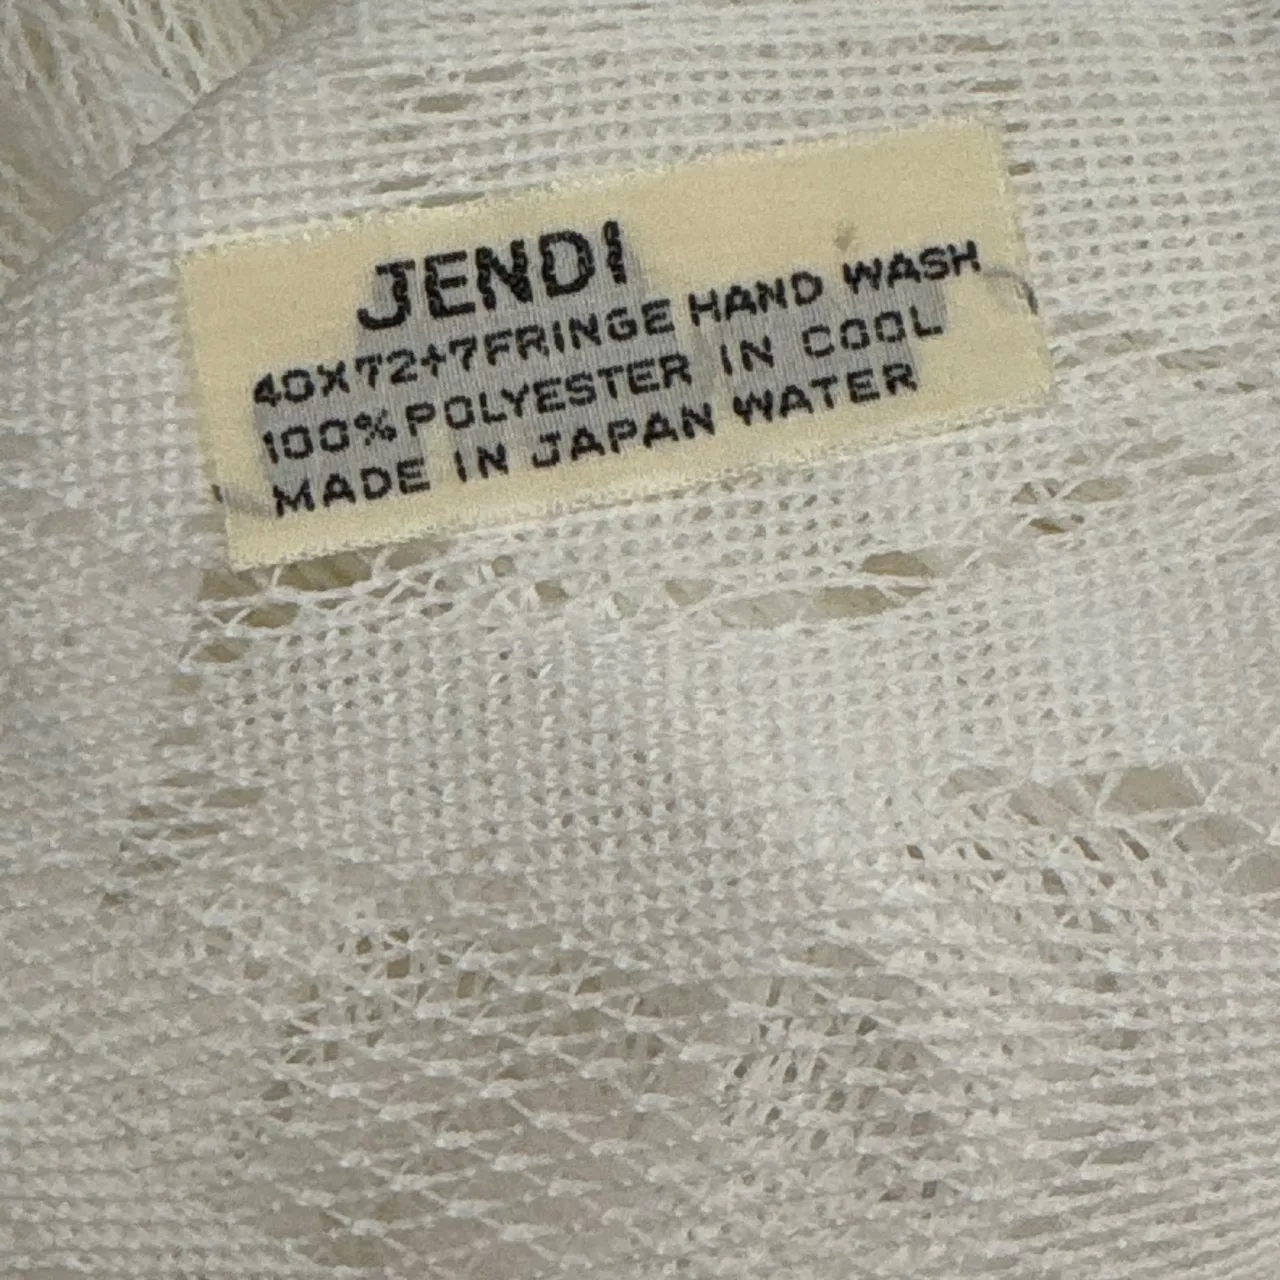 JENDI
40X72+7FRINGE HAND WASH
100% POLYESTER IN COOL
MADE IN JAPAN WATER